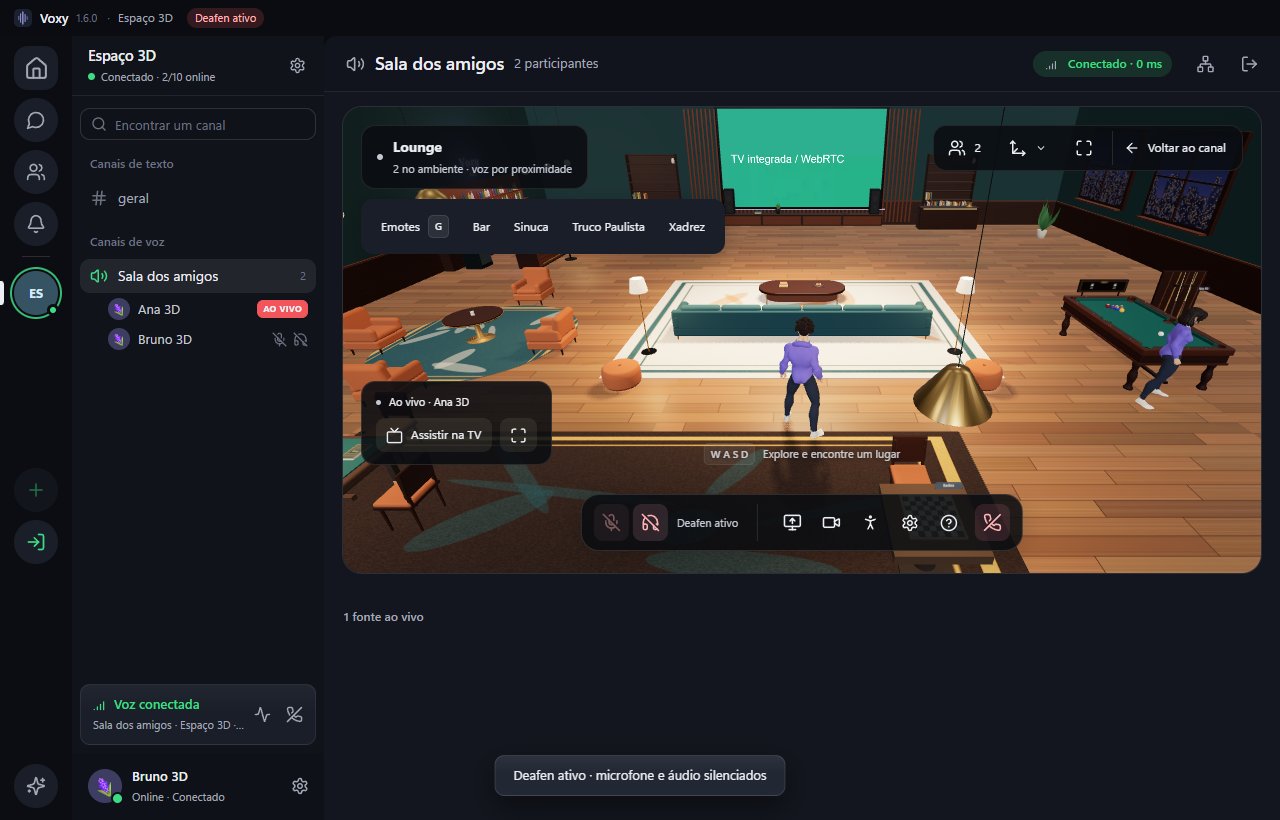 Voxy 1.6.0 · Espaço 3D Deafen ativo
Espaço 3D
Conectado · 2/10 online
Encontrar um canal
Canais de texto
# geral
Canais de voz
Sala dos amigos 2
Ana 3D AO VIVO
Bruno 3D
ES
Voz conectada
Sala dos amigos · Espaço 3D ·...
Bruno 3D
Online · Conectado
Sala dos amigos 2 participantes
Conectado · 0 ms
Lounge
2 no ambiente · voz por proximidade
TV integrada / WebRTC
2
Voltar ao canal
Emotes G Bar Sinuca Truco Paulista Xadrez
Ao vivo · Ana 3D
Assistir na TV
W A S D Explore e encontre um lugar
Deafen ativo
1 fonte ao vivo
Deafen ativo · microfone e áudio silenciados